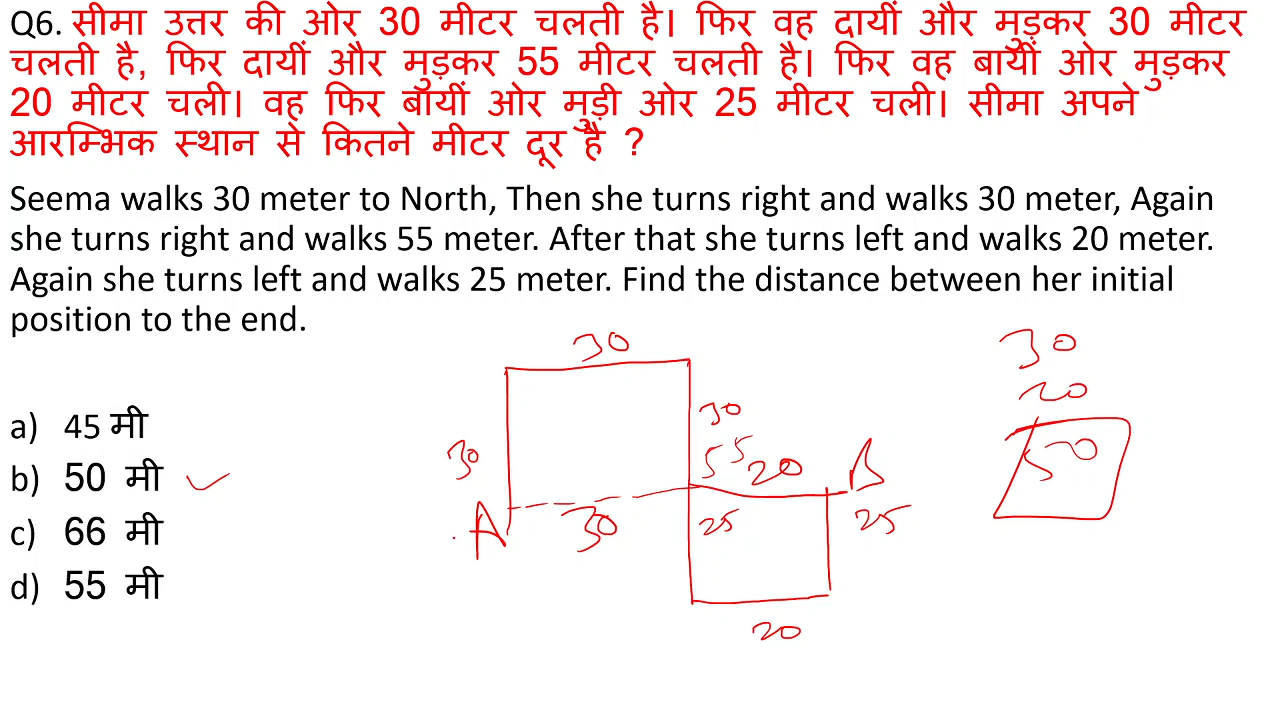 Q6. सीमा उत्तर की ओर 30 मीटर चलती है। फिर वह दायीं और मुड़कर 30 मीटर
चलती है, फिर दायीं और मुड़कर 55 मीटर चलती है। फिर वह बायीं ओर मुड़कर
20 मीटर चली। वह फिर बायीं ओर मुड़ी ओर 25 मीटर चली। सीमा अपने
आरम्भिक स्थान से कितने मीटर दूर है ?
Seema walks 30 meter to North, Then she turns right and walks 30 meter, Again
she turns right and walks 55 meter. After that she turns left and walks 20 meter.
Again she turns left and walks 25 meter. Find the distance between her initial
position to the end.
30
30
20
a) 45 मी
30
b) 50 मी
30
55
20
B
50
c) 66 मी
A
30
25
25
d) 55 मी
20